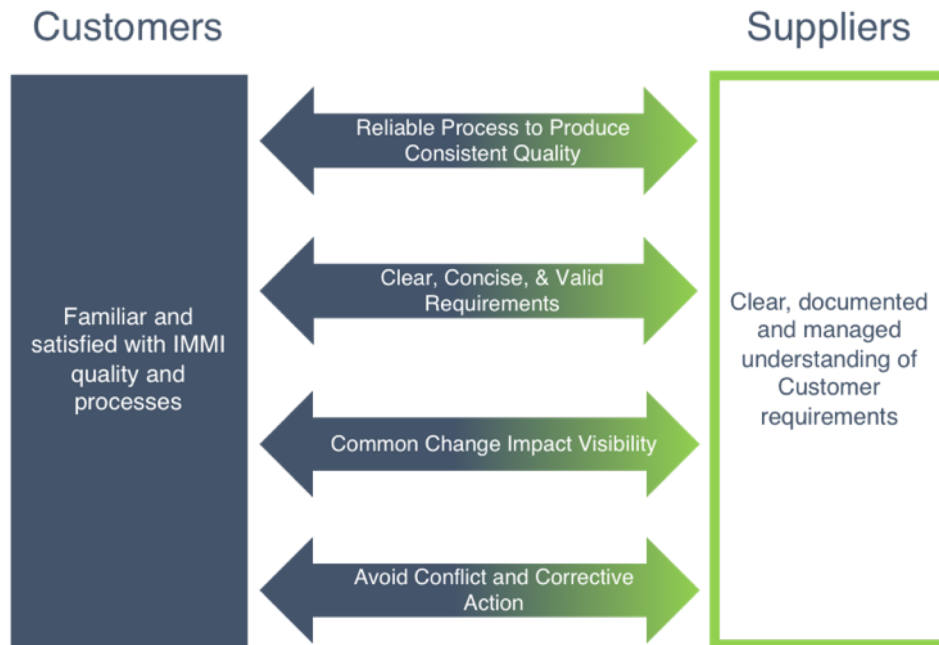 Customers
Suppliers
Reliable Process to Produce
Consistent Quality
Clear, Concise, & Valid
Requirements
Common Change Impact Visibility
Avoid Conflict and Corrective
Action
Familiar and
satisfied with IMMI
quality and
processes
Clear, documented
and managed
understanding of
Customer
requirements